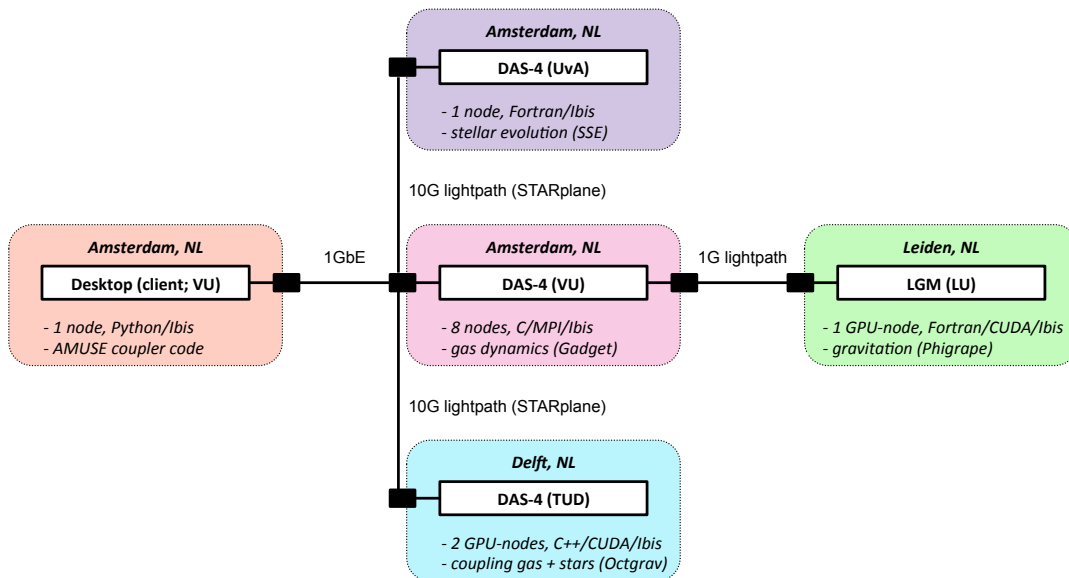 Amsterdam, NL
DAS-4 (UvA)
- 1 node, Fortran/Ibis
- stellar evolution (SSE)
10G lightpath (STARplane)
Amsterdam, NL
Desktop (client; VU)
- 1 node, Python/Ibis
- AMUSE coupler code
1GbE
Amsterdam, NL
DAS-4 (VU)
- 8 nodes, C/MPI/Ibis
- gas dynamics (Gadget)
1G lightpath
Leiden, NL
LGM (LU)
- 1 GPU-node, Fortran/CUDA/Ibis
- gravitation (Phigrape)
10G lightpath (STARplane)
Delft, NL
DAS-4 (TUD)
- 2 GPU-nodes, C++/CUDA/Ibis
- coupling gas + stars (Octgrav)